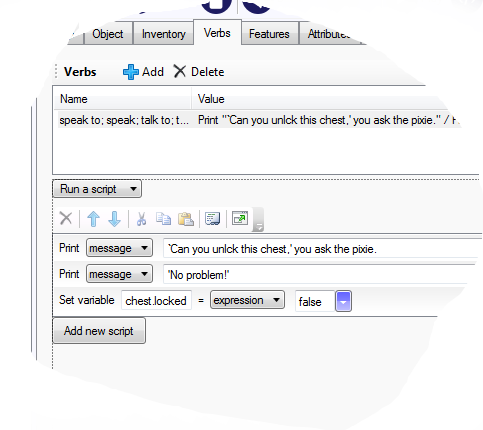 Object Inventory Verbs Features Attributes
Verbs Add Delete
Name Value
speak to; speak; talk to; t... Print "`Can you unlck this chest,' you ask the pixie." /
Run a script
Print message `Can you unlck this chest,' you ask the pixie.
Print message 'No problem!'
Set variable chest.locked = expression false
Add new script